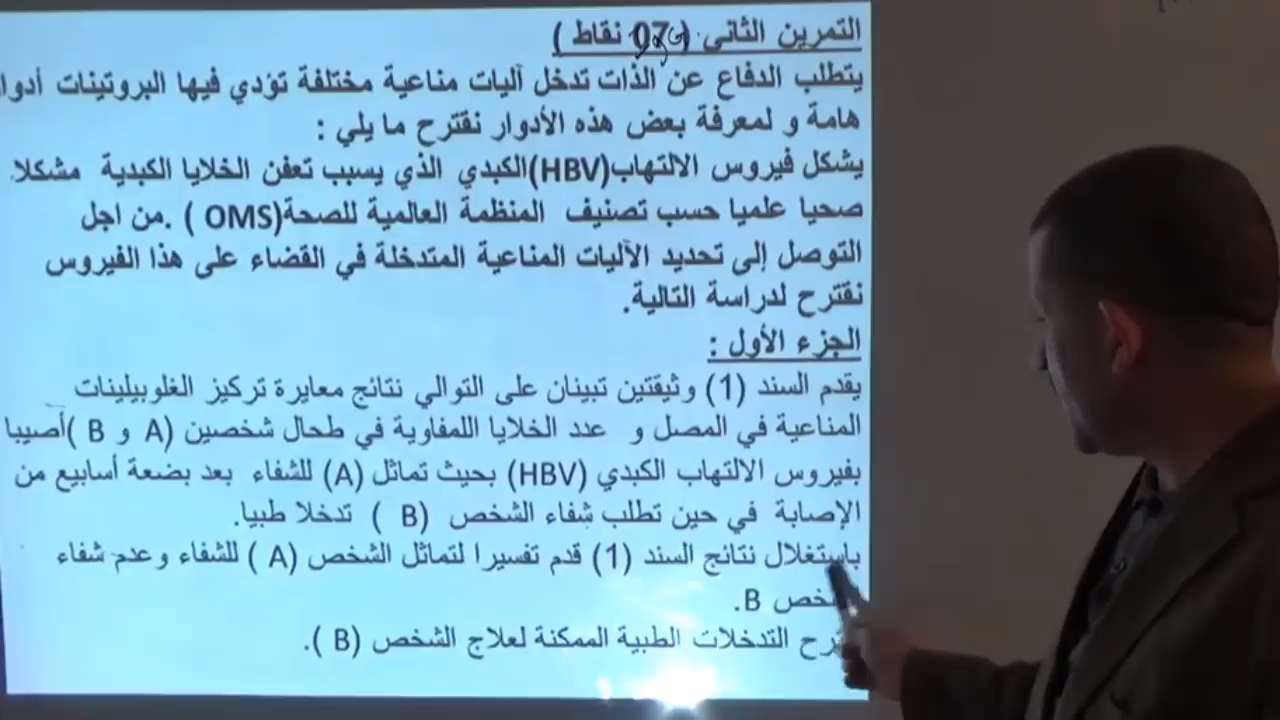 التمرين الثاني (07 نقاط )
يتطلب الدفاع عن الذات تدخل آليات مناعية مختلفة تؤدي فيها البروتينات أدوا
هامة و لمعرفة بعض هذه الأدوار نقترح ما يلي :
يشكل فيروس الالتهاب(HBV)الكبدي الذي يسبب تعفن الخلايا الكبدية مشكلا
صحيا علميا حسب تصنيف المنظمة العالمية للصحة(OMS ) .من اجل
التوصل إلى تحديد الآليات المناعية المتدخلة في القضاء على هذا الفيروس
نقترح لدراسة التالية.
الجزء الأول :
يقدم السند (1) وثيقتين تبينان على التوالي نتائج معايرة تركيز الغلوبيلينات
المناعية في المصل و عدد الخلايا اللمفاوية في طحال شخصين (A و B )أصيبا
بفيروس الالتهاب الكبدي (HBV) بحيث تماثل (A) للشفاء بعد بضعة أسابيع من
الإصابة في حين تطلب شفاء الشخص (B ) تدخلا طبيا.
باستغلال نتائج السند (1) قدم تفسيرا لتماثل الشخص (A ) للشفاء وعدم شفاء
B.
التدخلات الطبية الممكنة لعلاج الشخص (B ).